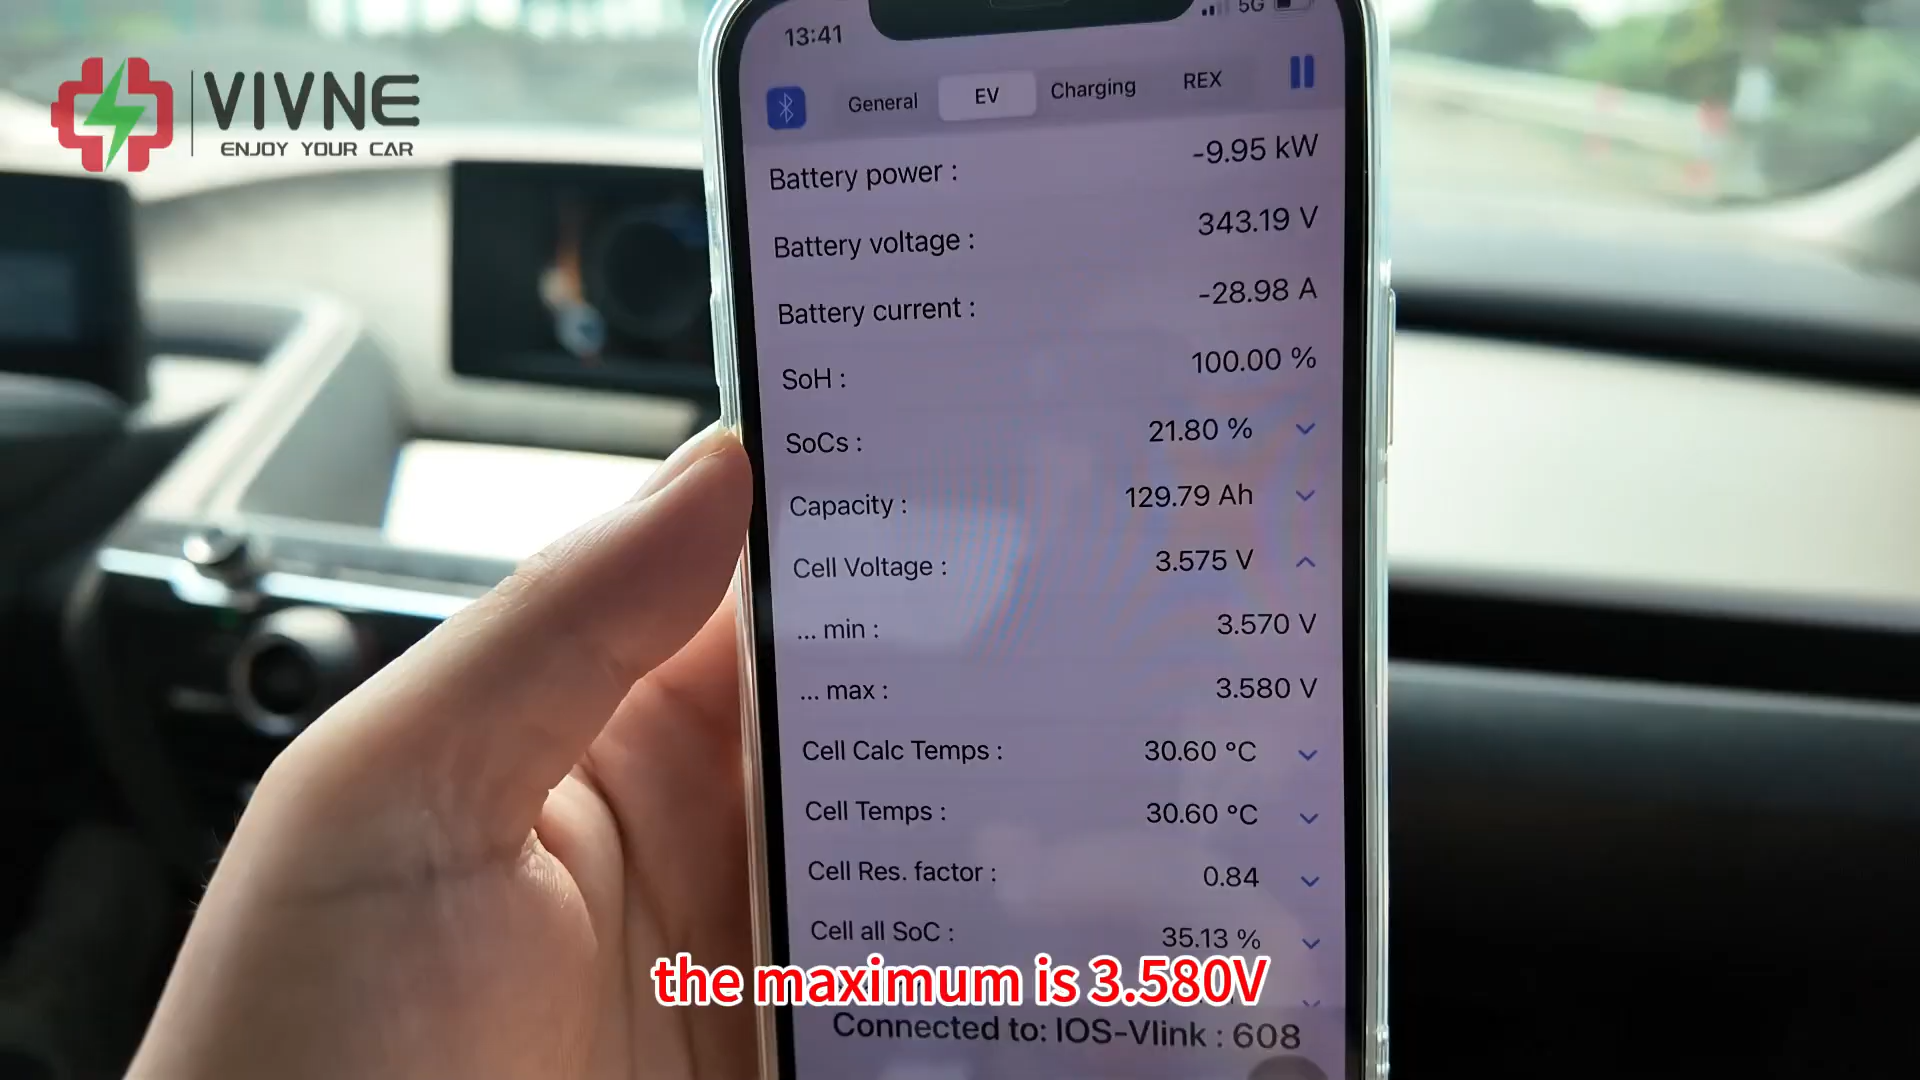 VIVNE
ENJOY YOUR CAR
13:41
5G
General EV Charging REX
Battery power : -9.95 kW
Battery voltage : 343.19 V
Battery current : -28.98 A
SoH : 100.00 %
SoCs : 21.80 %
Capacity : 129.79 Ah
Cell Voltage : 3.575 V
... min : 3.570 V
... max : 3.580 V
Cell Calc Temps : 30.60 °C
Cell Temps : 30.60 °C
Cell Res. factor : 0.84
Cell all SoC : 35.13 %
the maximum is 3.580V
Connected to: IOS-Vlink : 608